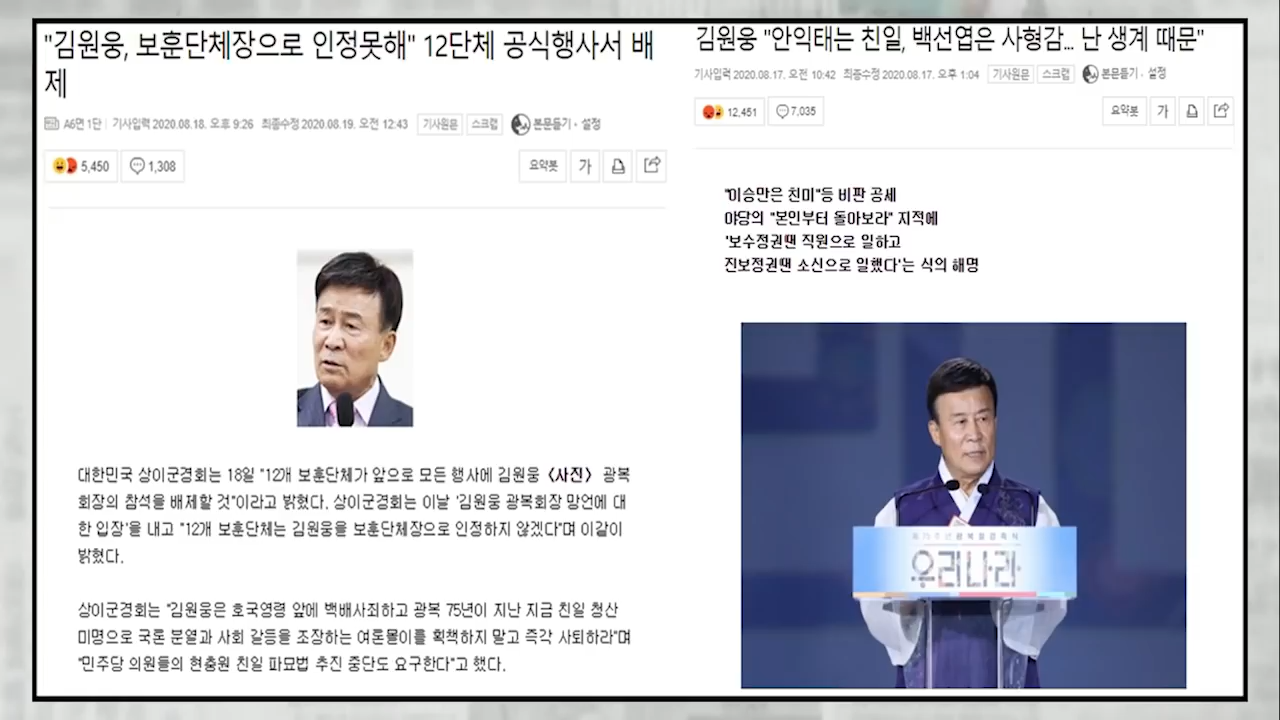 "김원웅, 보훈단체장으로 인정못해" 12단체 공식행사서 배
제
A6면 1단 기사입력 2020.08.18. 오후 9:26 최종수정 2020.08.19. 오전 12:43 기사원문 스크랩 본문듣기 · 설정
5,450 1,308 요약봇 가
대한민국 상이군경회는 18일 "12개 보훈단체가 앞으로 모든 행사에 김원웅 <사진> 광복
회장의 참석을 배제할 것"이라고 밝혔다. 상이군경회는 이날 '김원웅 광복회장 망언에 대
한 입장'을 내고 "12개 보훈단체는 김원웅을 보훈단체장으로 인정하지 않겠다"며 이같이
밝혔다.
상이군경회는 "김원웅은 호국영령 앞에 백배사죄하고 광복 75년이 지난 지금 친일 청산
미명으로 국론 분열과 사회 갈등을 조장하는 여론몰이를 획책하지 말고 즉각 사퇴하라"며
"민주당 의원들의 현충원 친일 파묘법 추진 중단도 요구한다"고 했다.
김원웅 "안익태는 친일, 백선엽은 사형감... 난 생계 때문"
기사입력 2020.08.17. 오전 10:42 최종수정 2020.08.17. 오후 1:04 기사원문 스크랩 본문듣기 · 설정
12,451 7,035 요약봇 가
"이승만은 친미"등 비판 공세
야당의 "본인부터 돌아보라" 지적에
'보수정권땐 직원으로 일하고
진보정권땐 소신으로 일했다'는 식의 해명
제75주년 광복절 경축식
우리나라